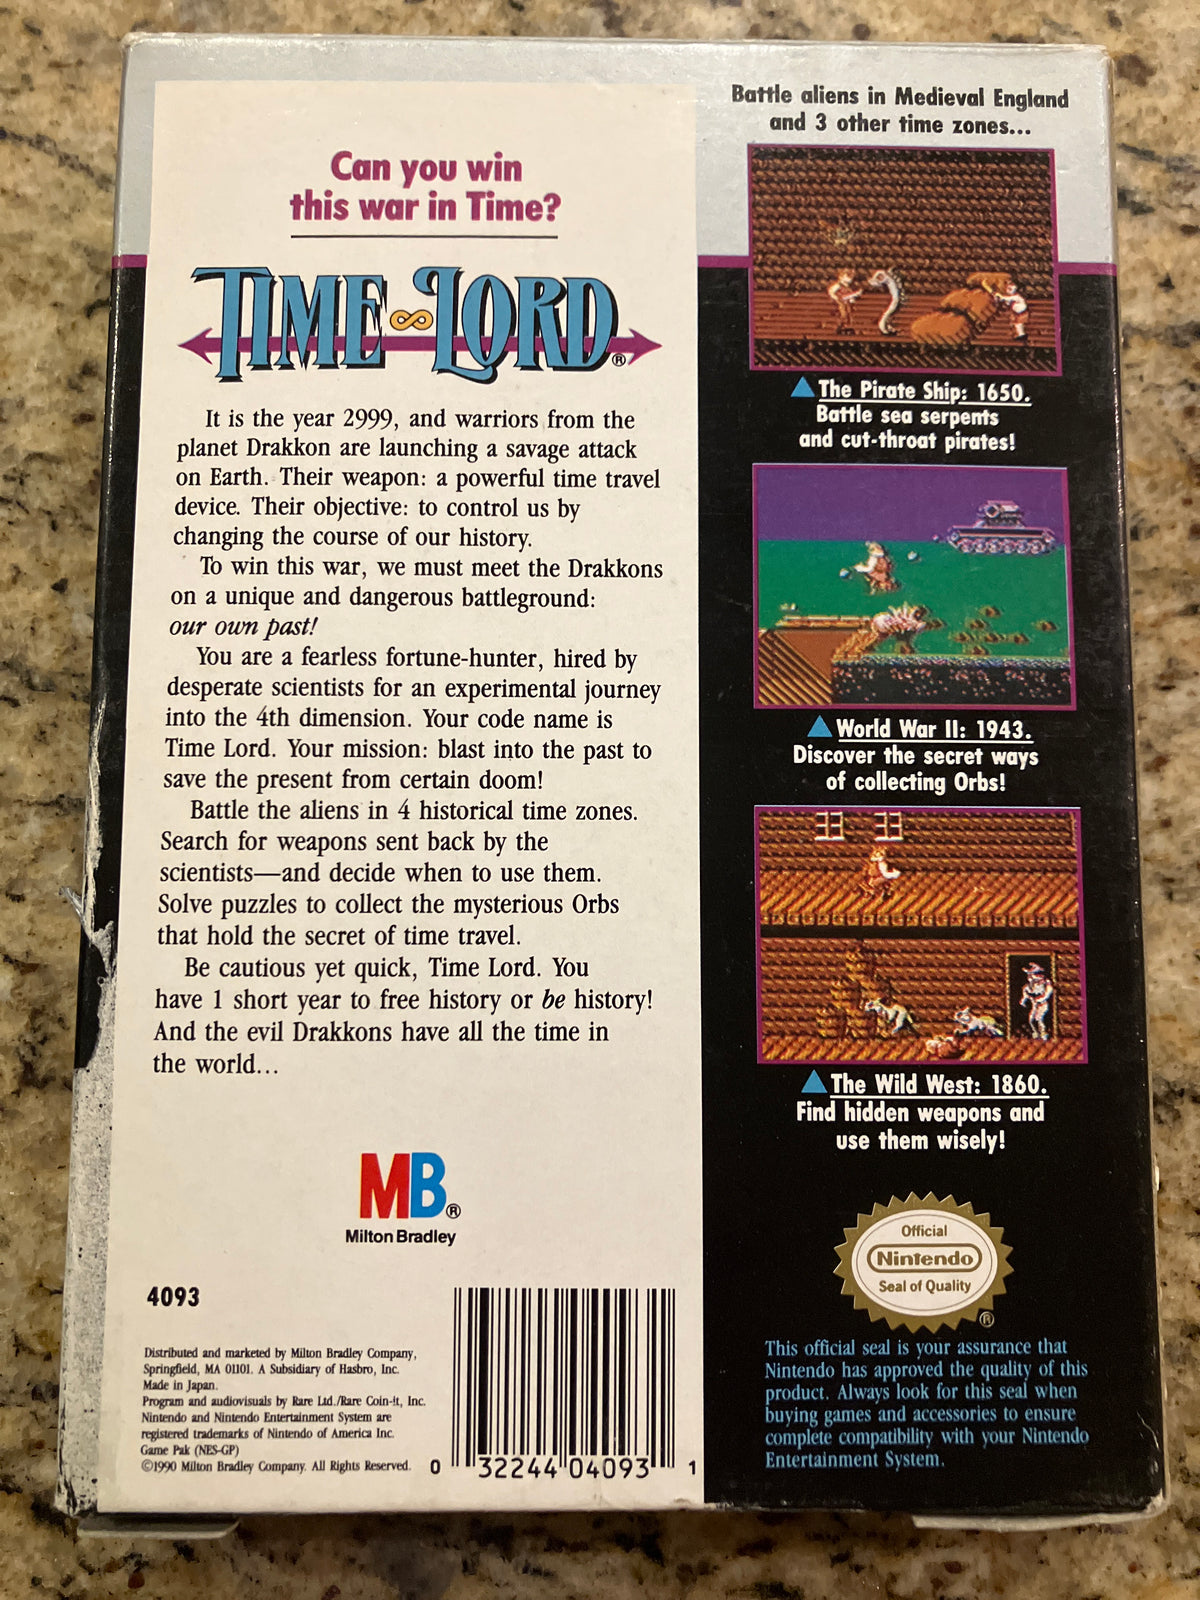 Can you win
this war in Time?
TIME ∞ LORD®
It is the year 2999, and warriors from the
planet Drakkon are launching a savage attack
on Earth. Their weapon: a powerful time travel
device. Their objective: to control us by
changing the course of our history.
To win this war, we must meet the Drakkons
on a unique and dangerous battleground:
our own past!
You are a fearless fortune-hunter, hired by
desperate scientists for an experimental journey
into the 4th dimension. Your code name is
Time Lord. Your mission: blast into the past to
save the present from certain doom!
Battle the aliens in 4 historical time zones.
Search for weapons sent back by the
scientists—and decide when to use them.
Solve puzzles to collect the mysterious Orbs
that hold the secret of time travel.
Be cautious yet quick, Time Lord. You
have 1 short year to free history or be history!
And the evil Drakkons have all the time in
the world...
MB®
Milton Bradley
4093
Distributed and marketed by Milton Bradley Company,
Springfield, MA 01101. A Subsidiary of Hasbro, Inc.
Made in Japan.
Program and audiovisuals by Rare Ltd./Rare Coin-it, Inc.
Nintendo and Nintendo Entertainment System are
registered trademarks of Nintendo of America Inc.
Game Pak (NES-GP)
©1990 Milton Bradley Company. All Rights Reserved.
0 32244 04093 1
Battle aliens in Medieval England
and 3 other time zones...
The Pirate Ship: 1650.
Battle sea serpents
and cut-throat pirates!
World War II: 1943.
Discover the secret ways
of collecting Orbs!
The Wild West: 1860.
Find hidden weapons and
use them wisely!
Official
Nintendo
Seal of Quality
®
This official seal is your assurance that
Nintendo has approved the quality of this
product. Always look for this seal when
buying games and accessories to ensure
complete compatibility with your Nintendo
Entertainment System.